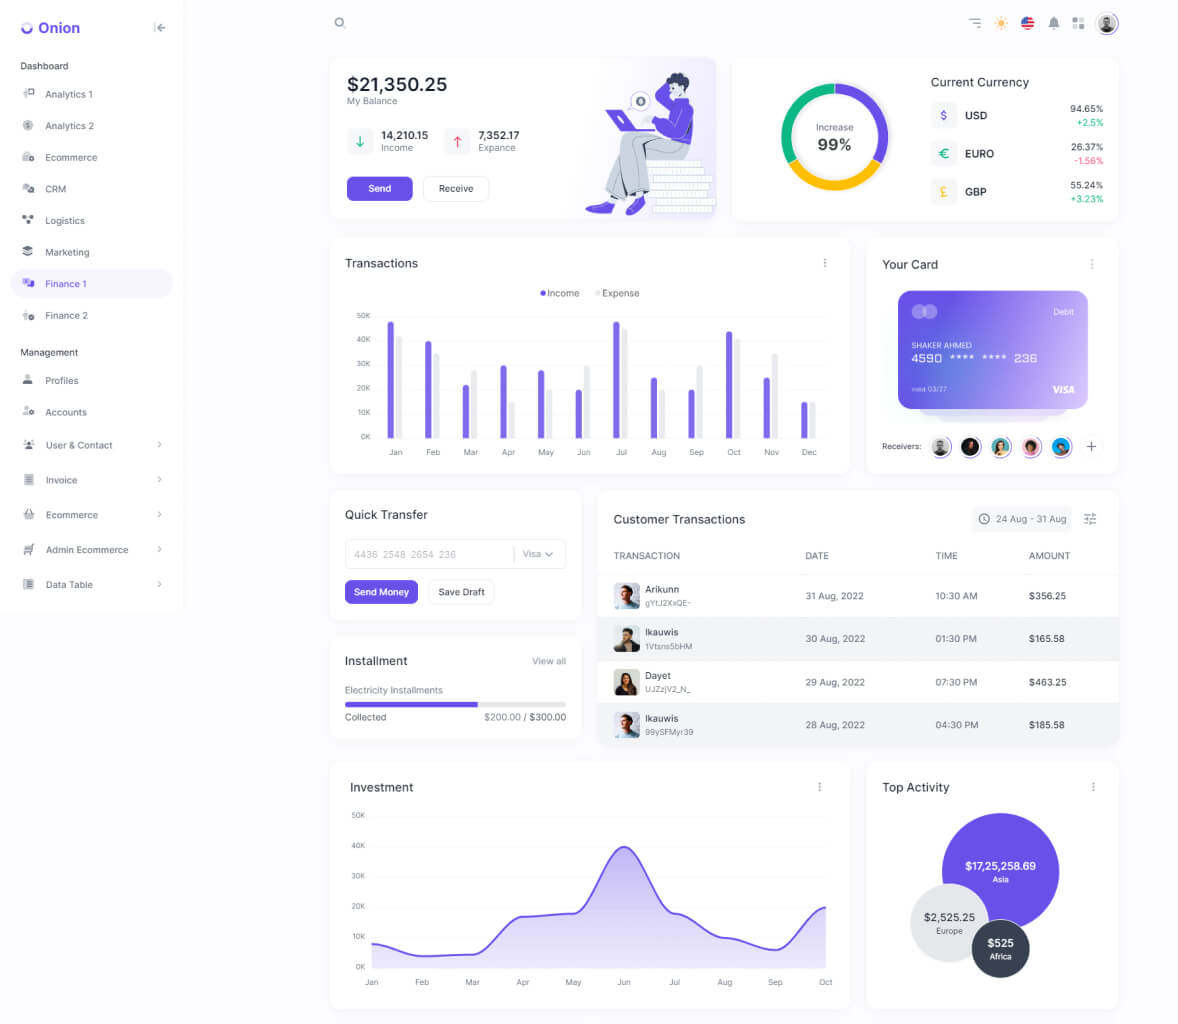 Onion
Dashboard
Analytics 1
Analytics 2
Ecommerce
CRM
Logistics
Marketing
Finance 1
Finance 2
Management
Profiles
Accounts
User & Contact
Invoice
Ecommerce
Admin Ecommerce
Data Table
$21,350.25
My Balance
14,210.15
Income
7,352.17
Expance
Send
Receive
Increase
99%
Current Currency
$ USD 94.65% +2.5%
€ EURO 26.37% -1.56%
£ GBP 55.24% +3.23%
Transactions
Income Expense
50K
40K
30K
20K
10K
0K
Jan Feb Mar Apr May Jun Jul Aug Sep Oct Nov Dec
Your Card
Debit
SHAKER AHMED
4590 **** **** 236
03/27
VISA
Receivers:
Quick Transfer
4436 2548 2654 236 Visa
Send Money
Save Draft
Installment View all
Electricity Installments
Collected $200.00 / $300.00
Customer Transactions 24 Aug - 31 Aug
TRANSACTION DATE TIME AMOUNT
Arikunn
gYtJ2XxQE-
31 Aug, 2022 10:30 AM $356.25
Ikauwis
1Vtsns5bHM
30 Aug, 2022 01:30 PM $165.58
Dayet
UJZzjV2_N_
29 Aug, 2022 07:30 PM $463.25
Ikauwis
99ySFMyr39
28 Aug, 2022 04:30 PM $185.58
Investment
50K
40K
30K
20K
10K
0K
Jan Feb Mar Apr May Jun Jul Aug Sep Oct
Top Activity
$17,25,258.69
Asia
$2,525.25
Europe
$525
Africa